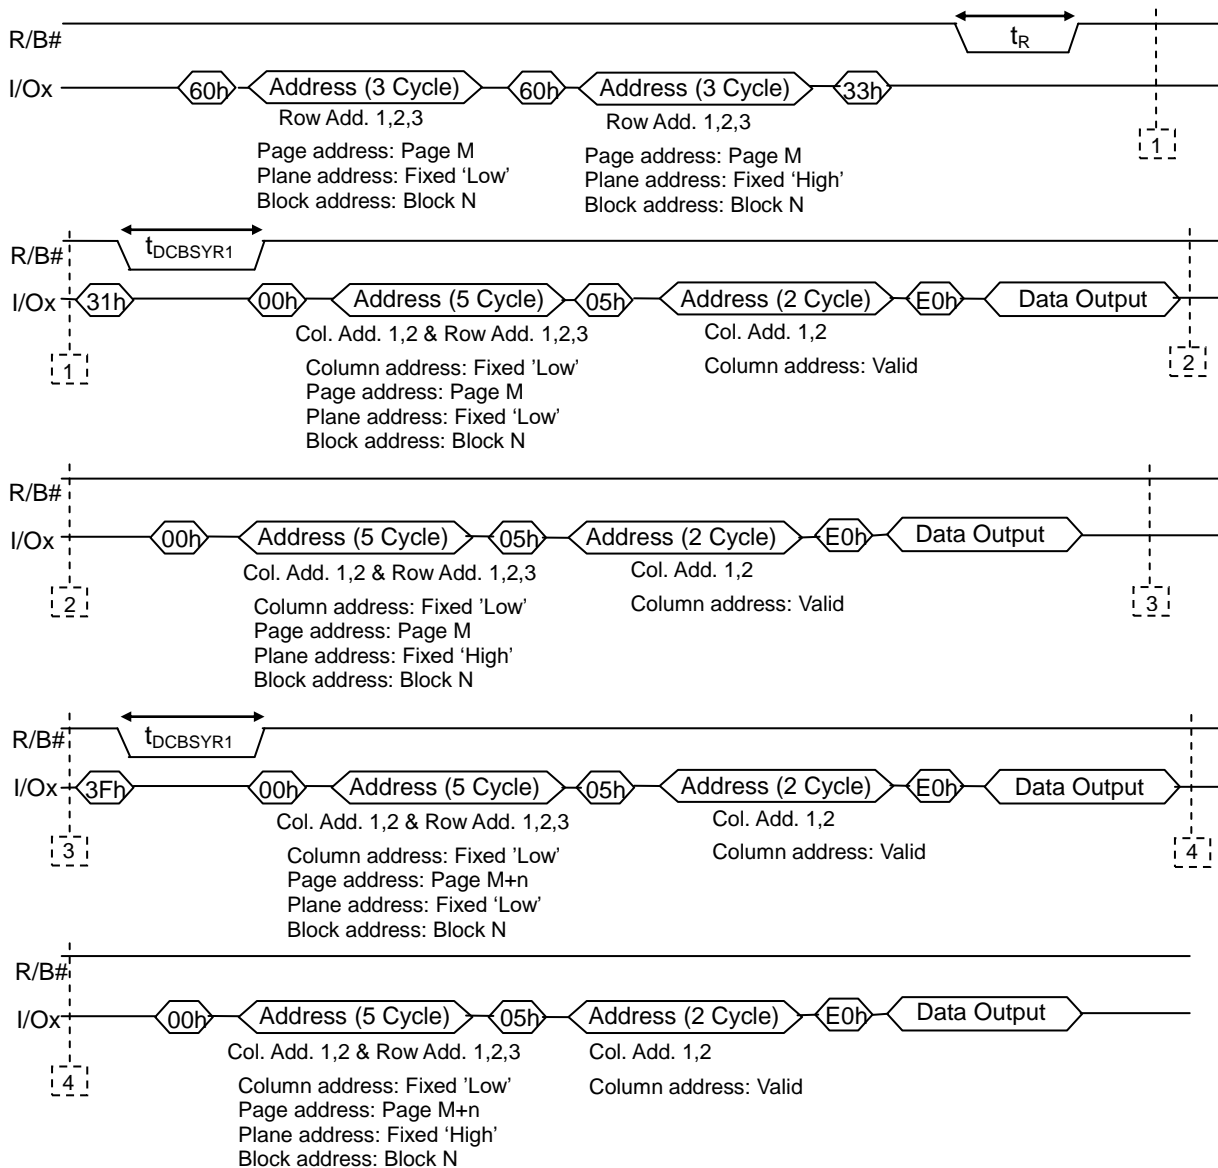 R/B#
tR
I/Ox 60h Address (3 Cycle) 60h Address (3 Cycle) 33h
Row Add. 1,2,3 Row Add. 1,2,3
1
Page address: Page M Page address: Page M
Plane address: Fixed ‘Low’ Plane address: Fixed ‘High’
Block address: Block N Block address: Block N
R/B# tDCBSYR1
I/Ox 31h 00h Address (5 Cycle) 05h Address (2 Cycle) E0h Data Output
Col. Add. 1,2 & Row Add. 1,2,3 Col. Add. 1,2
1 Column address: Fixed ’Low’ Column address: Valid 2
Page address: Page M
Plane address: Fixed ‘Low’
Block address: Block N
R/B#
I/Ox 00h Address (5 Cycle) 05h Address (2 Cycle) E0h Data Output
Col. Add. 1,2 & Row Add. 1,2,3 Col. Add. 1,2
2 Column address: Fixed ’Low’ Column address: Valid 3
Page address: Page M
Plane address: Fixed ‘High’
Block address: Block N
R/B# tDCBSYR1
I/Ox 3Fh 00h Address (5 Cycle) 05h Address (2 Cycle) E0h Data Output
Col. Add. 1,2 & Row Add. 1,2,3 Col. Add. 1,2
3 Column address: Fixed ’Low’ Column address: Valid 4
Page address: Page M+n
Plane address: Fixed ‘Low’
Block address: Block N
R/B#
I/Ox 00h Address (5 Cycle) 05h Address (2 Cycle) E0h Data Output
Col. Add. 1,2 & Row Add. 1,2,3 Col. Add. 1,2
4 Column address: Fixed ’Low’ Column address: Valid
Page address: Page M+n
Plane address: Fixed ‘High’
Block address: Block N